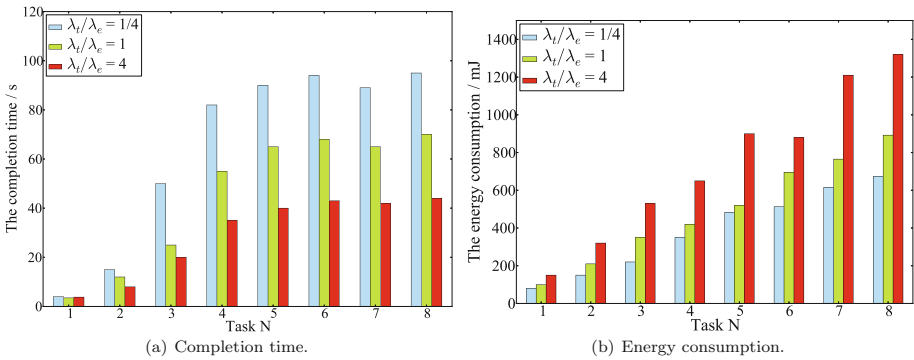 120
100
80
60
40
20
0
The completion time / s
λt/λe = 1/4
λt/λe = 1
λt/λe = 4
1 2 3 4 5 6 7 8
Task N
(a) Completion time.
1400
1200
1000
800
600
400
200
0
The energy consumption / mJ
λt/λe = 1/4
λt/λe = 1
λt/λe = 4
1 2 3 4 5 6 7 8
Task N
(b) Energy consumption.